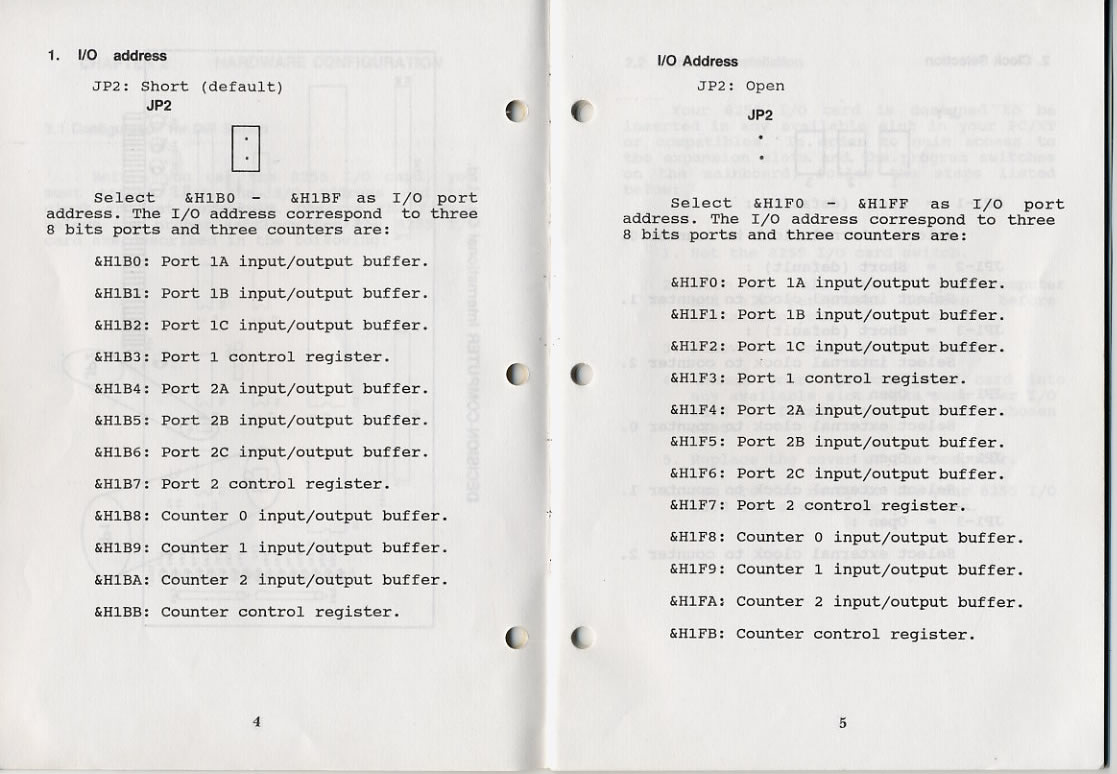 1. I/O address
JP2: Short (default)
JP2
Select &H1B0 - &H1BF as I/O port
address. The I/O address correspond to three
8 bits ports and three counters are:
&H1B0: Port 1A input/output buffer.
&H1B1: Port 1B input/output buffer.
&H1B2: Port 1C input/output buffer.
&H1B3: Port 1 control register.
&H1B4: Port 2A input/output buffer.
&H1B5: Port 2B input/output buffer.
&H1B6: Port 2C input/output buffer.
&H1B7: Port 2 control register.
&H1B8: Counter 0 input/output buffer.
&H1B9: Counter 1 input/output buffer.
&H1BA: Counter 2 input/output buffer.
&H1BB: Counter control register.
4
I/O Address
JP2: Open
JP2
Select &H1F0 - &H1FF as I/O port
address. The I/O address correspond to three
8 bits ports and three counters are:
&H1F0: Port 1A input/output buffer.
&H1F1: Port 1B input/output buffer.
&H1F2: Port 1C input/output buffer.
&H1F3: Port 1 control register.
&H1F4: Port 2A input/output buffer.
&H1F5: Port 2B input/output buffer.
&H1F6: Port 2C input/output buffer.
&H1F7: Port 2 control register.
&H1F8: Counter 0 input/output buffer.
&H1F9: Counter 1 input/output buffer.
&H1FA: Counter 2 input/output buffer.
&H1FB: Counter control register.
5